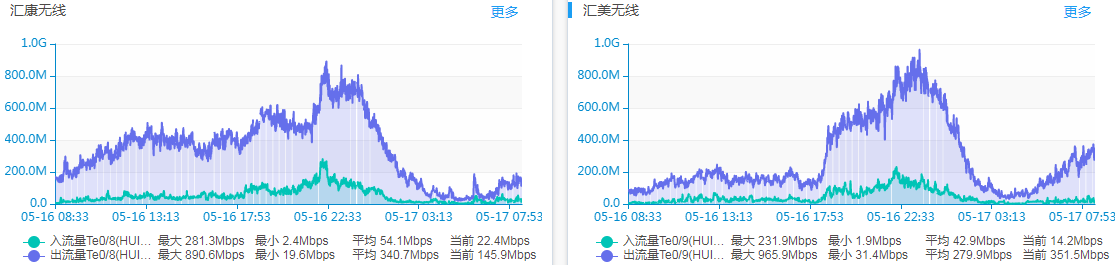 汇康无线 更多
1.0G
800.0M
600.0M
400.0M
200.0M
0.0
05-16 08:33 05-16 13:13 05-16 17:53 05-16 22:33 05-17 03:13 05-17 07:53
入流量Te0/8(HUI... 最大 281.3Mbps 最小 2.4Mbps 平均 54.1Mbps 当前 22.4Mbps
出流量Te0/8(HUI... 最大 890.6Mbps 最小 19.6Mbps 平均 340.7Mbps 当前 145.9Mbps
汇美无线 更多
1.0G
800.0M
600.0M
400.0M
200.0M
0.0
05-16 08:33 05-16 13:13 05-16 17:53 05-16 22:33 05-17 03:13 05-17 07:53
入流量Te0/9(HUI... 最大 231.9Mbps 最小 1.9Mbps 平均 42.9Mbps 当前 14.2Mbps
出流量Te0/9(HUI... 最大 965.9Mbps 最小 31.4Mbps 平均 279.9Mbps 当前 351.5Mbps